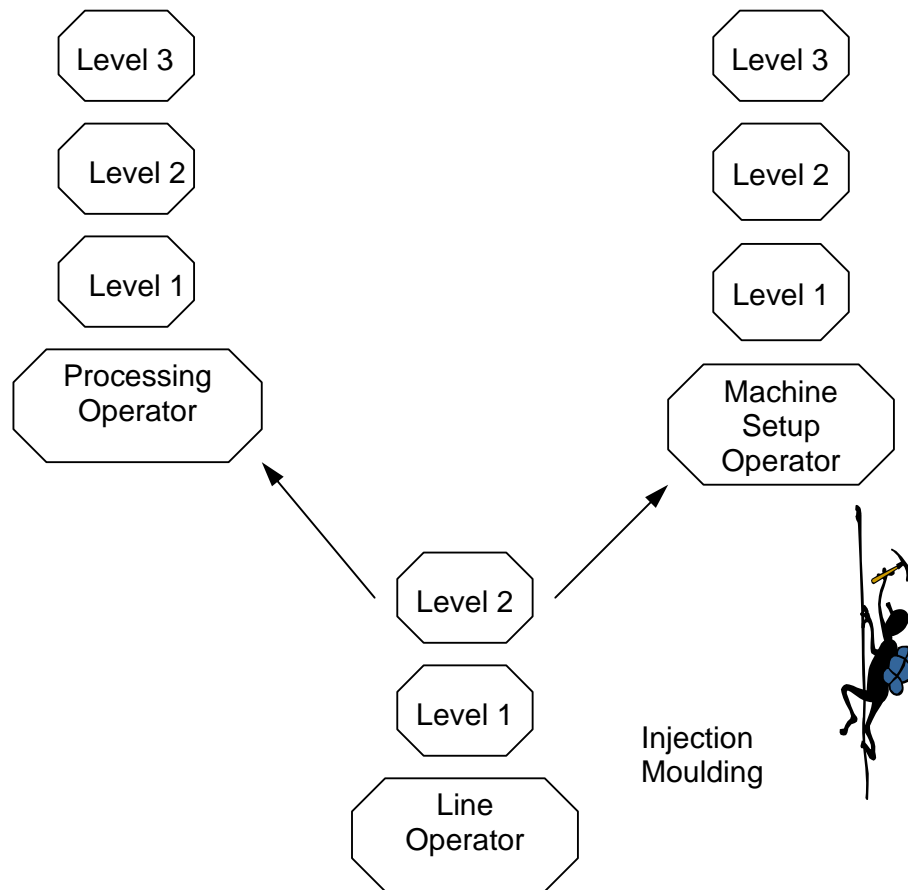 Level 3
Level 3
Level 2
Level 2
Level 1
Level 1
Processing
Operator
Machine
Setup
Operator
Level 2
Level 1
Injection
Moulding
Line
Operator